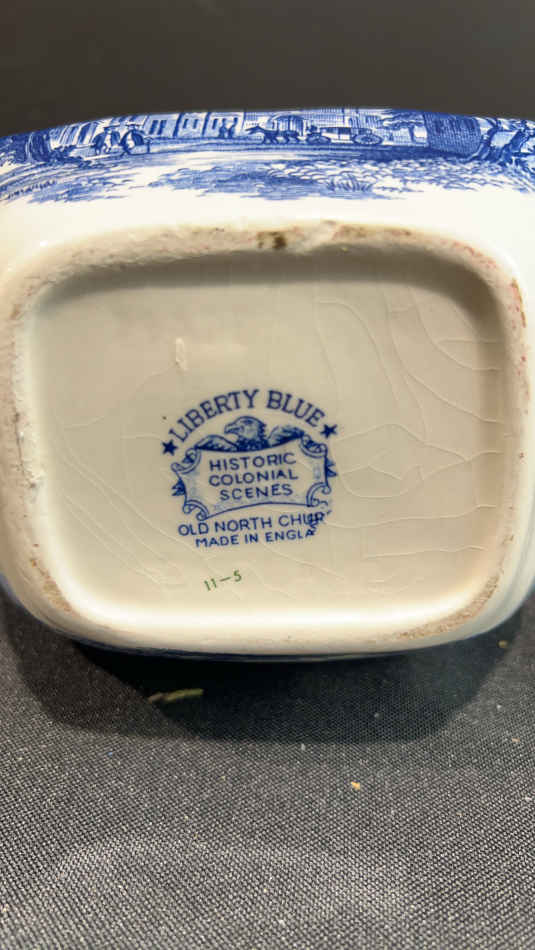 LIBERTY BLUE
HISTORIC
COLONIAL
SCENES
OLD NORTH CHUR
MADE IN ENGLA
11-5